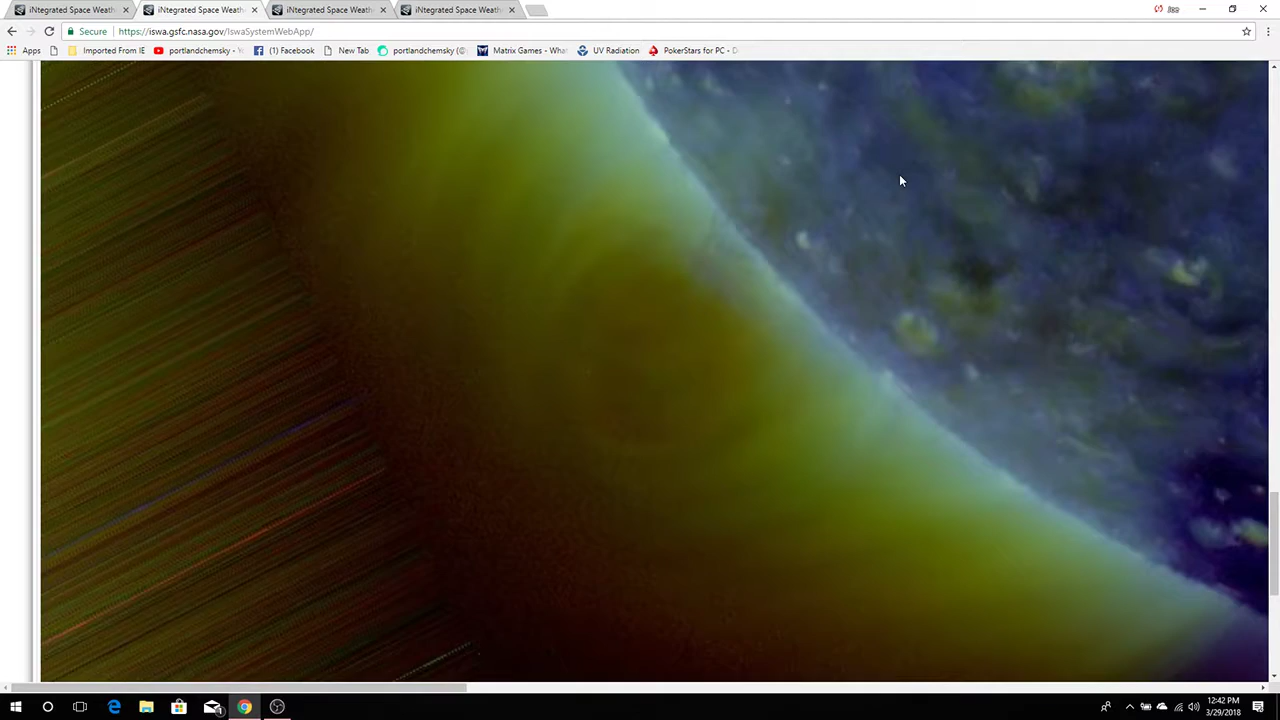 iNtegrated Space Weath
iNtegrated Space Weath
iNtegrated Space Weath
iNtegrated Space Weath
Secure
https://iswa.gsfc.nasa.gov/IswaSystemWebApp/
Apps
Imported From IE
portlandchemsky - Y
(1) Facebook
New Tab
portlandchemsky (@
Matrix Games - Wha
UV Radiation
PokerStars for PC - D
12:42 PM
3/29/2018